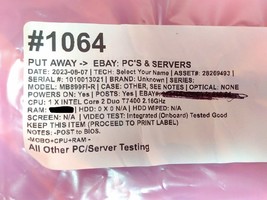 #1064
PUT AWAY -> EBAY: PC'S & SERVERS
DATE: 2023-08-07 | TECH: Select Your Name | ASSET#: 28269493 |
SERIAL #: 1010013021 | BRAND: Unknown | SERIES:
MODEL: MB899FI-R | CASE: OTHER, SEE NOTES | OPTICAL: NONE
POWERS ON: Yes | POSTS: Yes | EBAY#:
CPU: 1 X INTEL Core 2 Duo T7400 2.16GHz
RAM: | HDD: 0 X 0 N/A | HDD WIPED: N/A
SCREEN: N/A | VIDEO TEST: Integrated (Onboard) Tested Good
KEEP THIS ITEM (PROCEED TO PRINT LABEL)
NOTES: -POST to BIOS.
-MOBO+CPU+RAM -
All Other PC/Server Testing